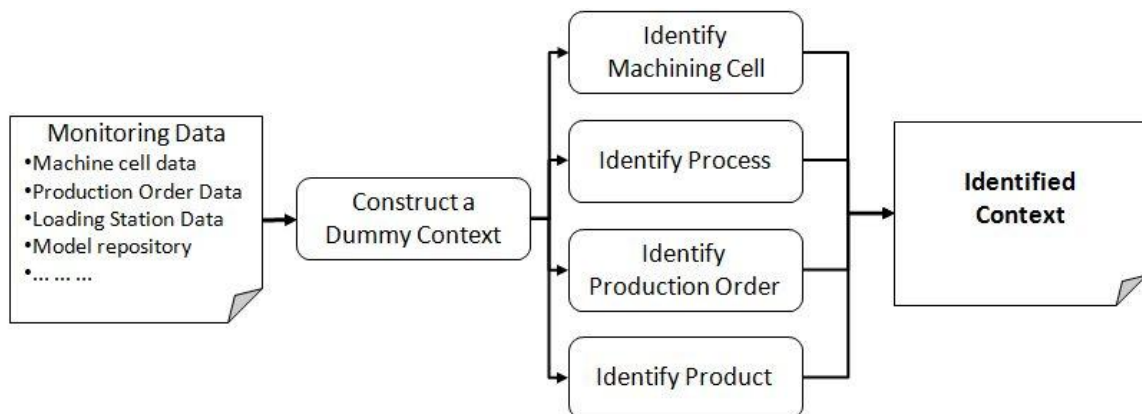 Monitoring Data
•Machine cell data
•Production Order Data
•Loading Station Data
•Model repository
•... ... ...
Construct a
Dummy Context
Identify
Machining Cell
Identify Process
Identify
Production Order
Identify Product
Identified
Context